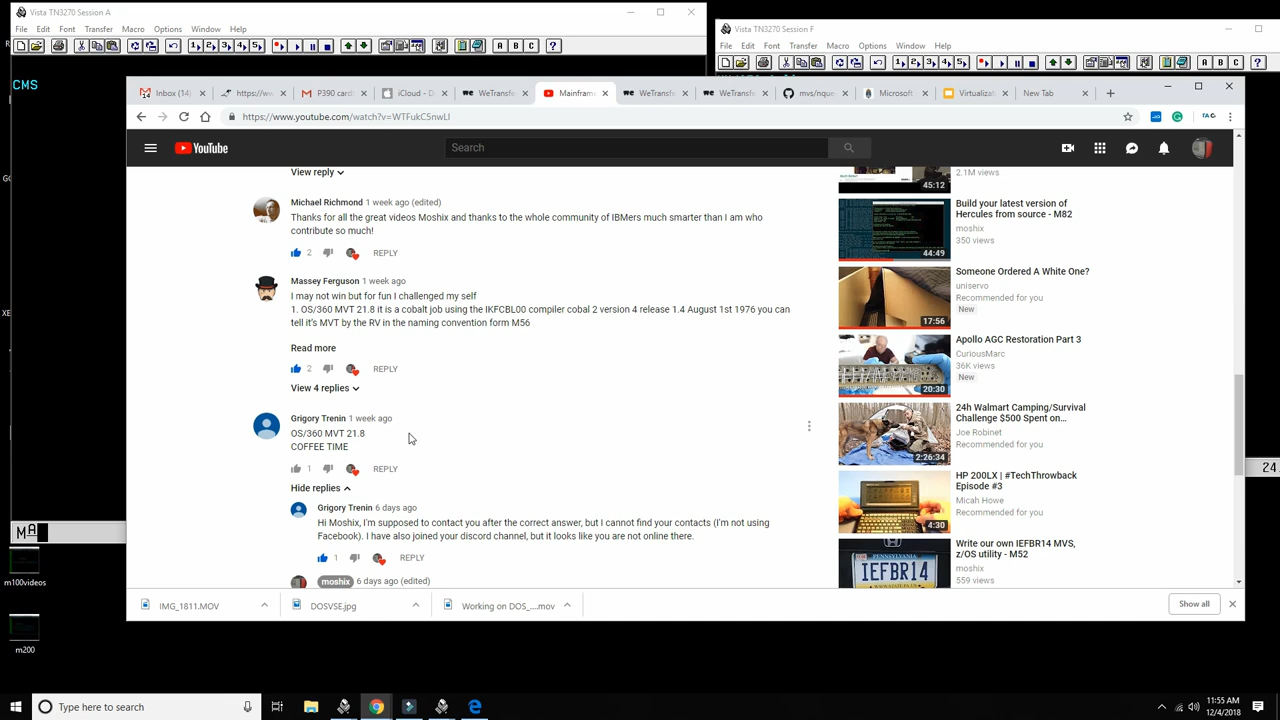 Vista TN3270 Session A
File Edit Font Transfer Macro Options Window Help
Vista TN3270 Session F
File Edit Font Transfer Macro Options Window Help
A B C ?
A B C ?
CMS
Inbox (14)
https://ww
P390 card
iCloud - D
WeTransfe
Mainfram
WeTransfe
WeTransfe
mvs/nque
Microsoft
Virtualizat
New Tab
https://www.youtube.com/watch?v=WTFukC5nwLI
YouTube
Search
View reply
Michael Richmond 1 week ago (edited)
Thanks for all the great videos Moshix and thanks to the whole community of IBMers much smarter than I am who
contribute so much!
2 REPLY
Massey Ferguson 1 week ago
I may not win but for fun I challenged my self
1. OS/360 MVT 21.8 it is a cobalt job using the IKFCBL00 compiler cobal 2 version 4 release 1.4 August 1st 1976 you can
tell it's MVT by the RV in the naming convention form M56
Read more
2 REPLY
View 4 replies
Grigory Trenin 1 week ago
OS/360 MVT 21.8
COFFEE TIME
1 REPLY
Hide replies
Grigory Trenin 6 days ago
Hi Moshix, I'm supposed to contact you after the correct answer, but I cannot find your contacts (I'm not using
Facebook). I have also joined your discord channel, but it looks like you are not online there.
1 REPLY
moshix 6 days ago (edited)
2.1M views
45:12
Build your latest version of
Hercules from source - M82
moshix
350 views
44:49
Someone Ordered A White One?
uniservo
Recommended for you
New
17:56
Apollo AGC Restoration Part 3
CuriousMarc
36K views
New
20:30
24h Walmart Camping/Survival
Challenge $500 Spent on...
Joe Robinet
Recommended for you
2:26:34
HP 200LX | #TechThrowback
Episode #3
Micah Howe
Recommended for you
4:30
Write our own IEFBR14 MVS,
z/OS utility - M52
moshix
559 views
PENNSYLVANIA
IEFBR14
24
MA
m100videos
m200
IMG_1811.MOV
DOSVSE.jpg
Working on DOS_....mov
Show all
Type here to search
11:55 AM
12/4/2018